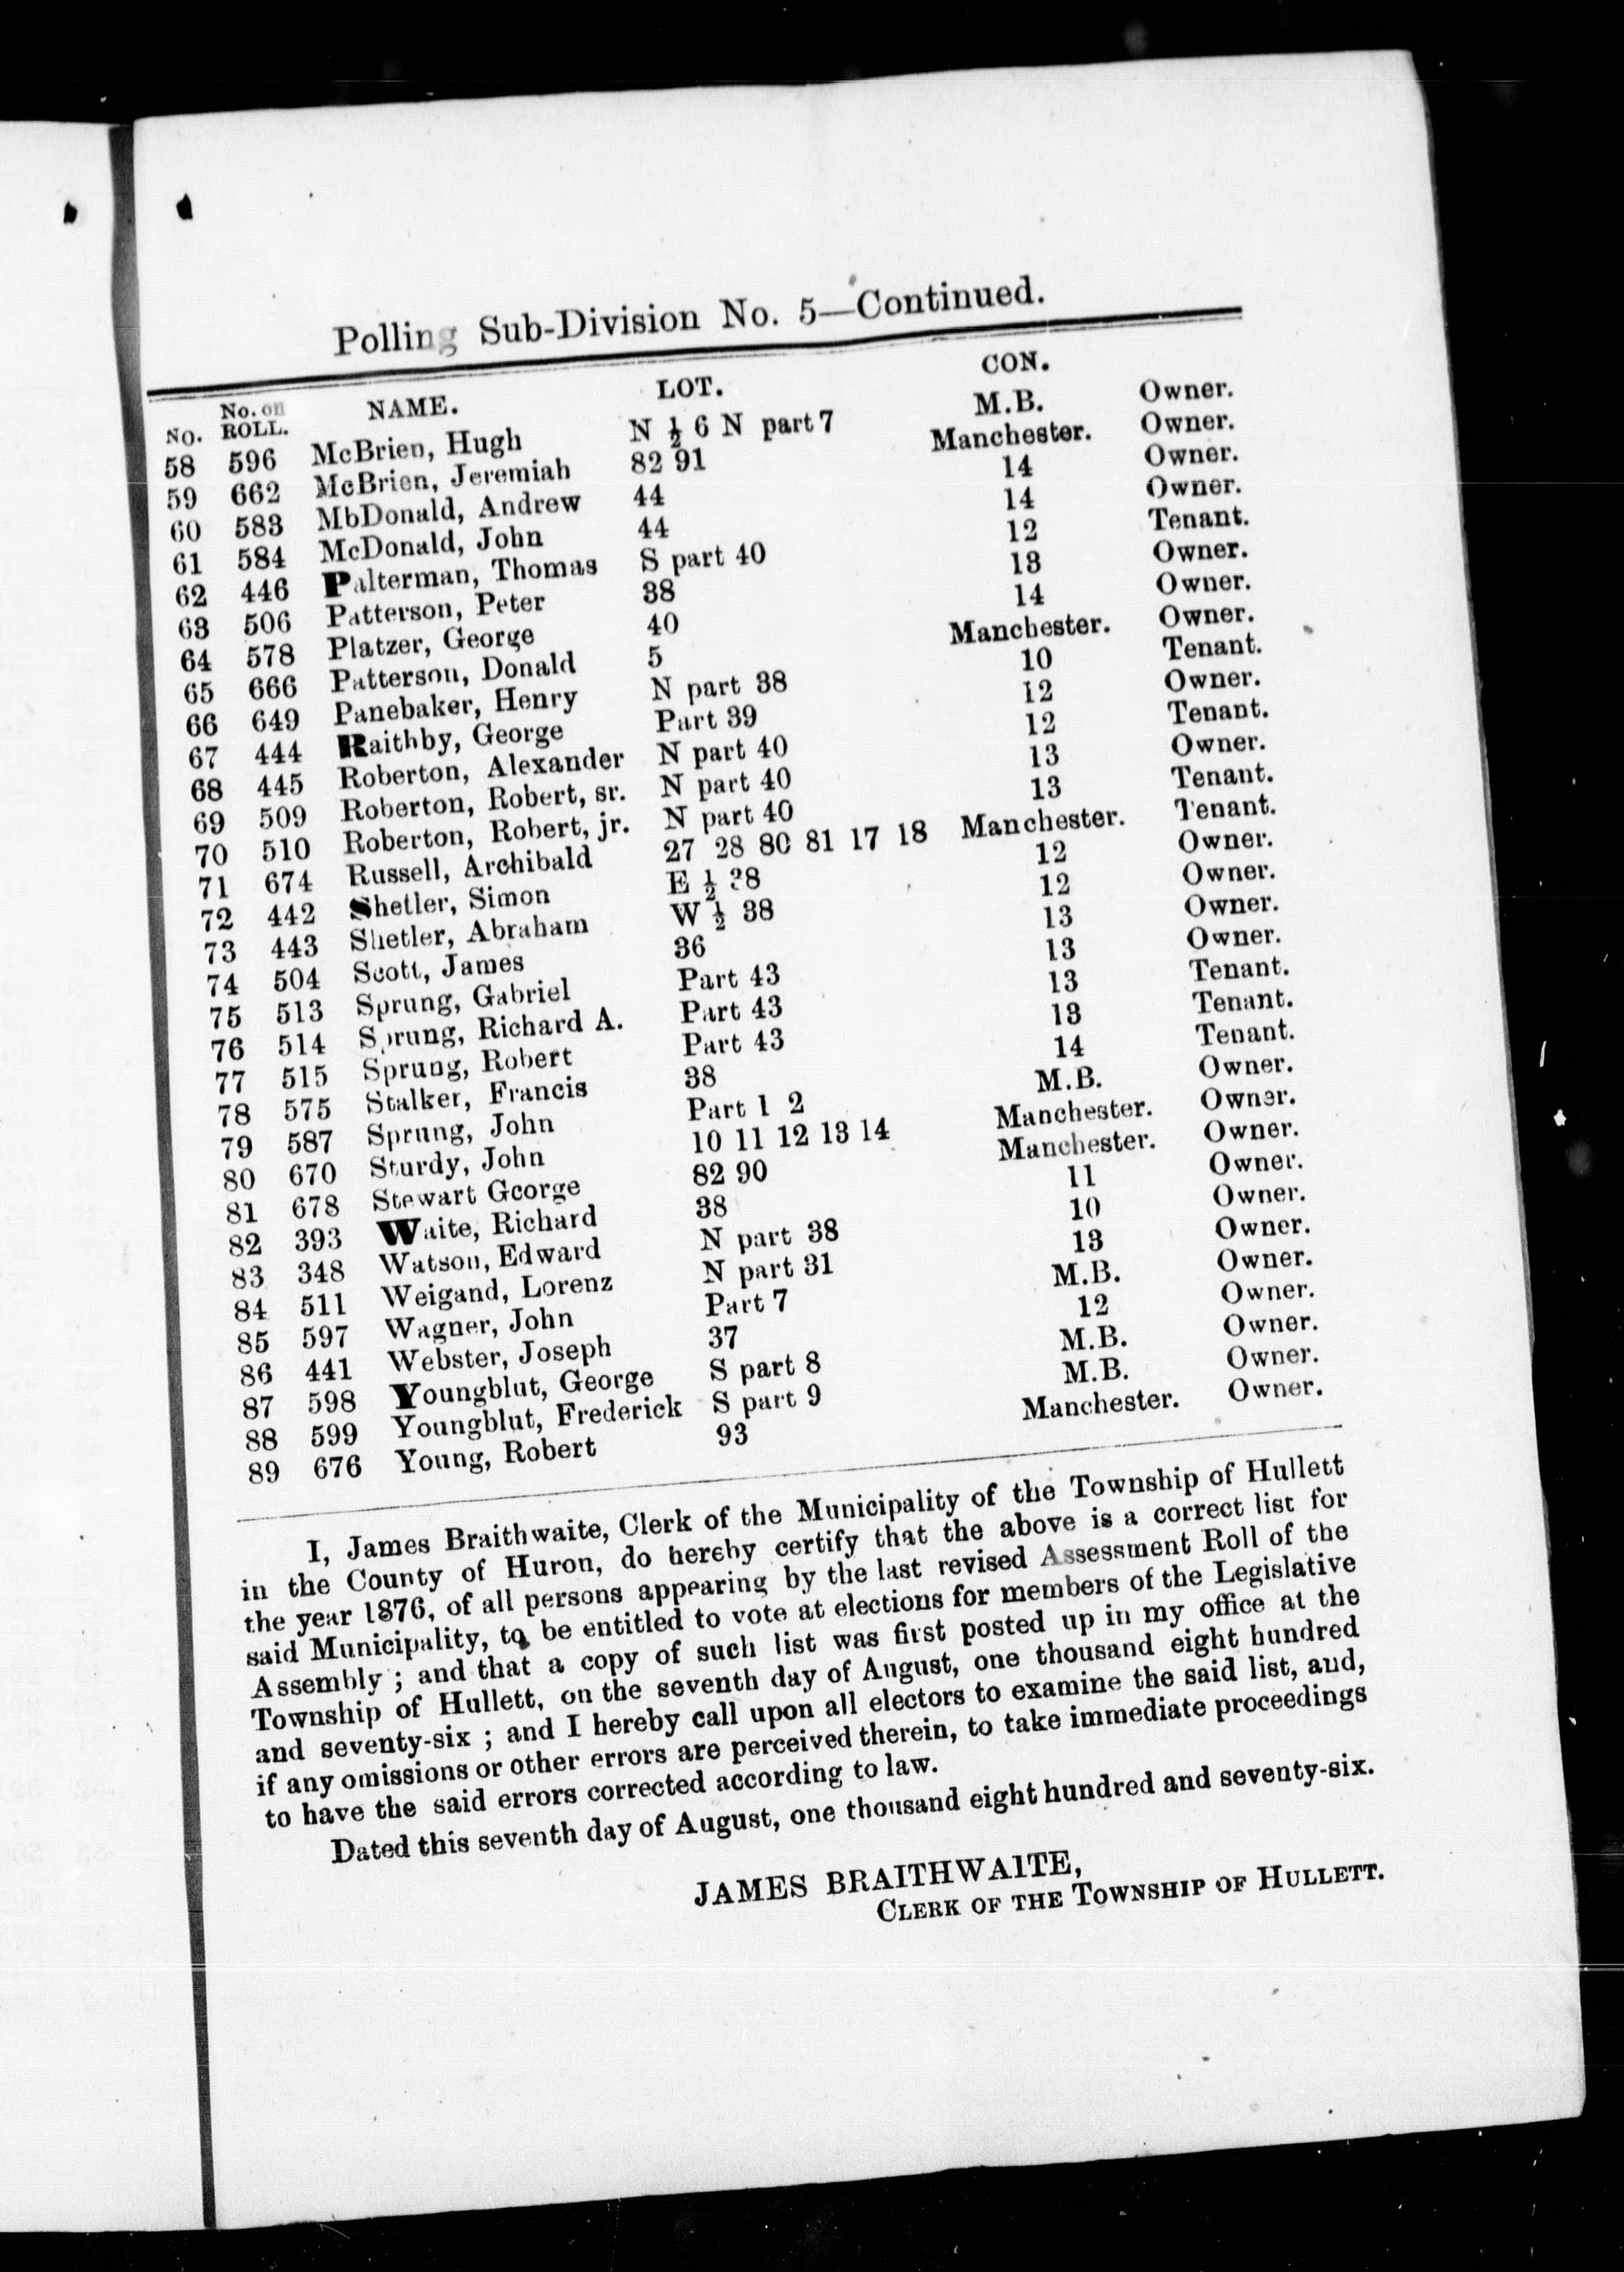 Polling Sub-Division No. 5—Continued.
No. No. on ROLL. NAME. LOT. CON.
58 596 McBrien, Hugh N ½ 6 N part 7 M.B. Owner.
59 662 McBrien, Jeremiah 82 91 Manchester. Owner.
60 583 MbDonald, Andrew 44 14 Owner.
61 584 McDonald, John 44 14 Owner.
62 446 Palterman, Thomas S part 40 12 Tenant.
63 506 Patterson, Peter 38 13 Owner.
64 578 Platzer, George 40 14 Owner.
65 666 Patterson, Donald 5 Manchester. Owner.
66 649 Panebaker, Henry N part 38 10 Tenant.
67 444 Raithby, George Part 39 12 Owner.
68 445 Roberton, Alexander N part 40 12 Tenant.
69 509 Roberton, Robert, sr. N part 40 13 Owner.
70 510 Roberton, Robert, jr. N part 40 13 Tenant.
71 674 Russell, Archibald 27 28 80 81 17 18 Manchester. Tenant.
72 442 Shetler, Simon E ½ 38 12 Owner.
73 443 Shetler, Abraham W ½ 38 12 Owner.
74 504 Scott, James 36 13 Owner.
75 513 Sprung, Gabriel Part 43 13 Owner.
76 514 Sprung, Richard A. Part 43 13 Tenant.
77 515 Sprung, Robert Part 43 13 Tenant.
78 575 Stalker, Francis 38 14 Tenant.
79 587 Sprung, John Part 1 2 M.B. Owner.
80 670 Sturdy, John 10 11 12 13 14 Manchester. Owner.
81 678 Stewart George 82 90 Manchester. Owner.
82 393 Waite, Richard 38 11 Owner.
83 348 Watson, Edward N part 38 10 Owner.
84 511 Weigand, Lorenz N part 31 13 Owner.
85 597 Wagner, John Part 7 M.B. Owner.
86 441 Webster, Joseph 37 12 Owner.
87 598 Youngblut, George S part 8 M.B. Owner.
88 599 Youngblut, Frederick S part 9 M.B. Owner.
89 676 Young, Robert 93 Manchester. Owner.
I, James Braithwaite, Clerk of the Municipality of the Township of Hullett
in the County of Huron, do hereby certify that the above is a correct list for
the year 1876, of all persons appearing by the last revised Assessment Roll of the
said Municipality, to be entitled to vote at elections for members of the Legislative
Assembly ; and that a copy of such list was first posted up in my office at the
Township of Hullett, on the seventh day of August, one thousand eight hundred
and seventy-six ; and I hereby call upon all electors to examine the said list, and,
if any omissions or other errors are perceived therein, to take immediate proceedings
to have the said errors corrected according to law.
Dated this seventh day of August, one thousand eight hundred and seventy-six.
JAMES BRAITHWAITE,
CLERK OF THE TOWNSHIP OF HULLETT.